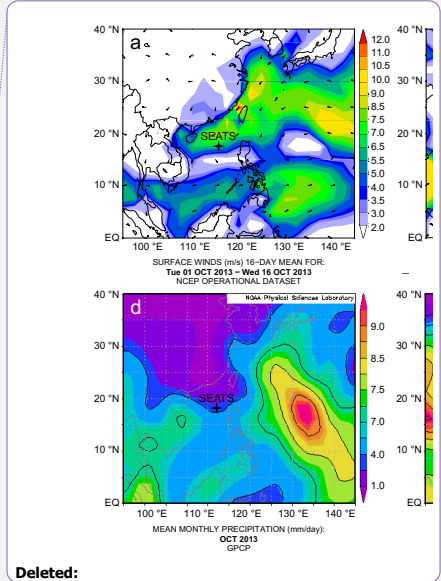 40 °N
a
30 °N
20 °N
SEATS
10 °N
EQ
100 °E 110 °E 120 °E 130 °E 140 °E
12.0
11.0
10.5
10.0
9.0
8.5
7.5
7.0
6.5
5.5
5.0
4.5
3.5
3.0
2.0
40 °N
30 °N
20 °N
10 °N
EQ
SURFACE WINDS (m/s) 16-DAY MEAN FOR:
Tue 01 OCT 2013 – Wed 16 OCT 2013
NCEP OPERATIONAL DATASET
NOAA Physical Sciences Laboratory
40 °N
d
30 °N
20 °N
SEATS
10 °N
EQ
100 °E 110 °E 120 °E 130 °E 140 °E
9.0
8.5
7.5
7.0
4.0
1.0
40 °N
30 °N
20 °N
10 °N
EQ
MEAN MONTHLY PRECIPITATION (mm/day):
OCT 2013
GPCP
Deleted: